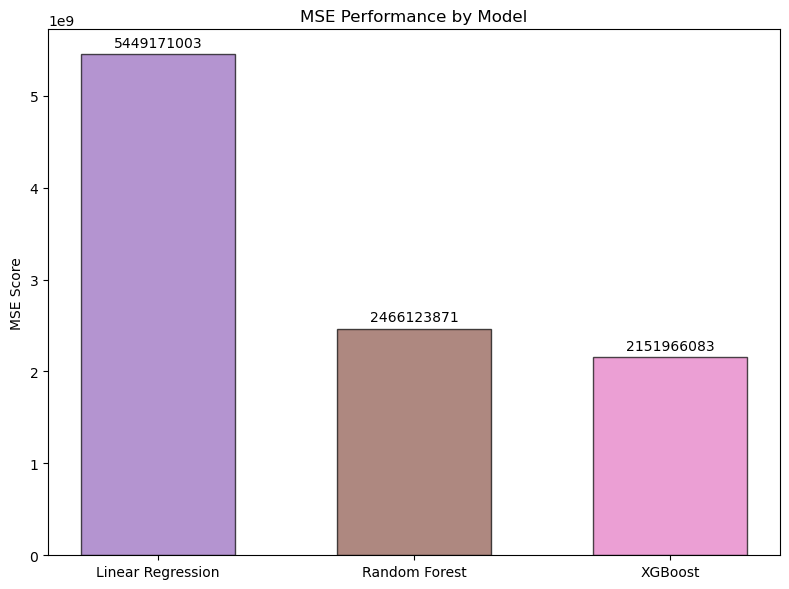 MSE Performance by Model
1e9
5449171003
5
4
MSE Score
3
2466123871
2151966083
2
1
0
Linear Regression Random Forest XGBoost